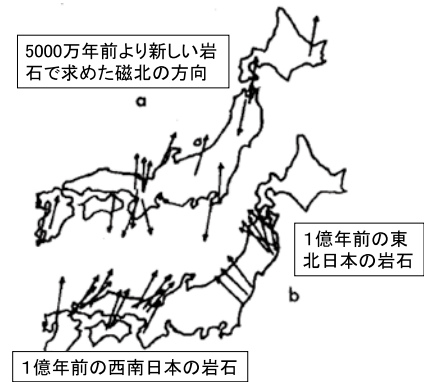 5000万年前より新しい岩
石で求めた磁北の方向
a
１億年前の東
北日本の岩石
b
１億年前の西南日本の岩石